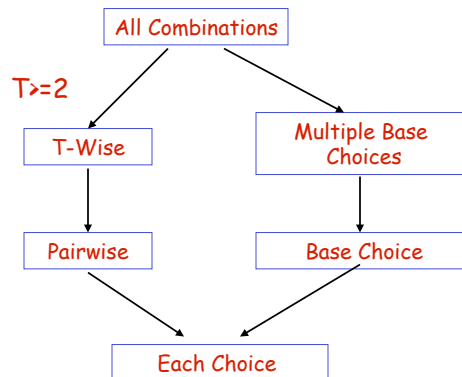 All Combinations
T>=2
T-Wise
Multiple Base
Choices
Pairwise
Base Choice
Each Choice